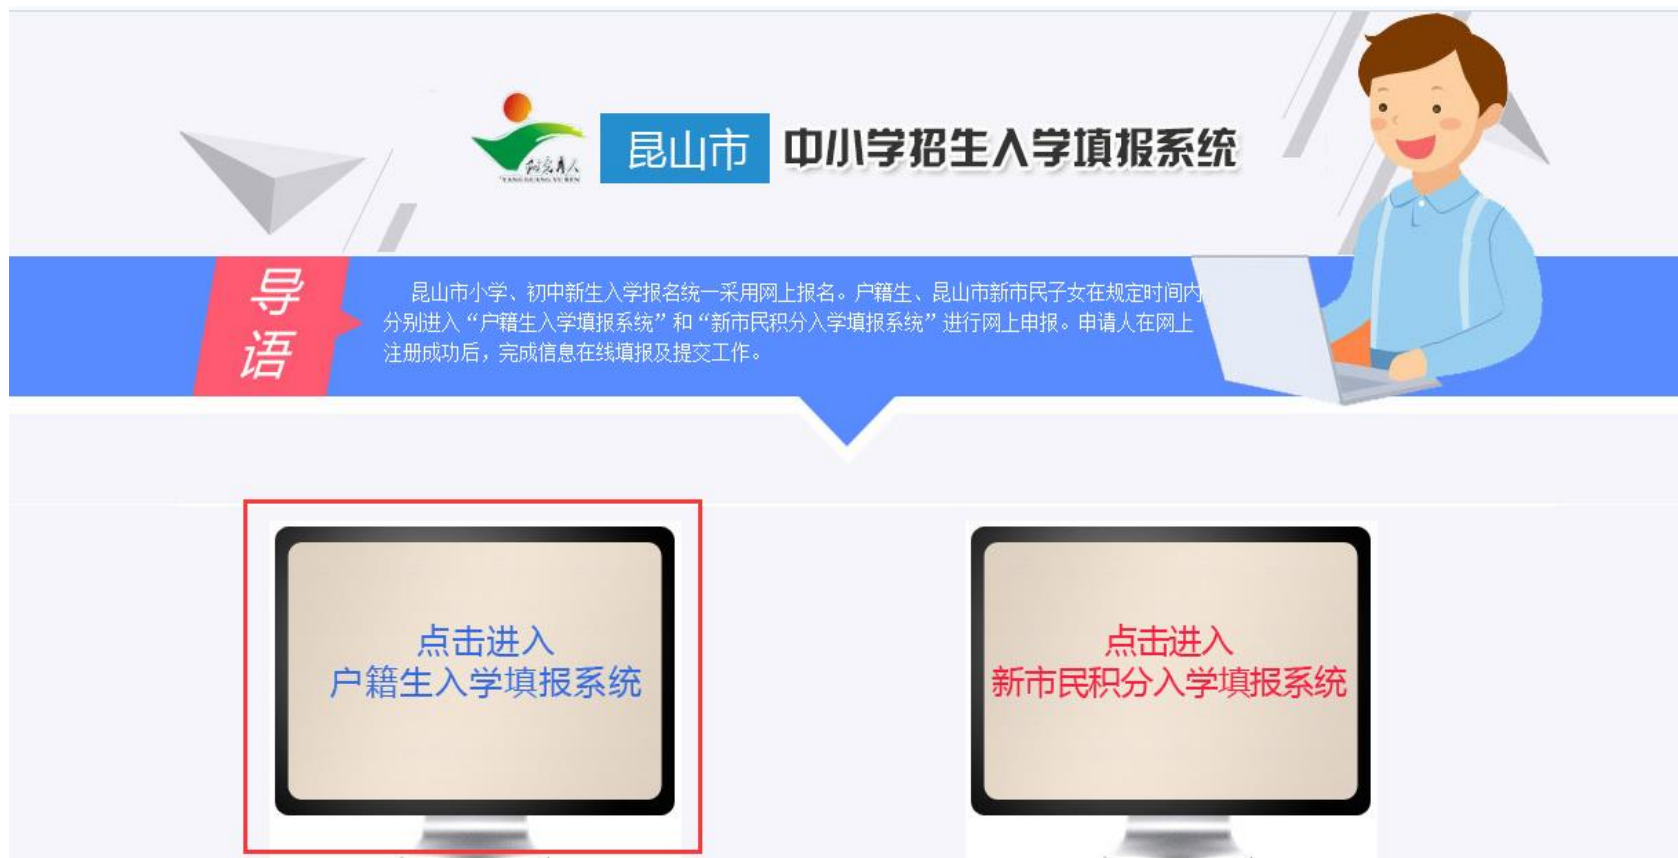 昆山市 中小学招生入学填报系统
导语
昆山市小学、初中新生入学报名统一采用网上报名。户籍生、昆山市新市民子女在规定时间内
分别进入“户籍生入学填报系统”和“新市民积分入学填报系统”进行网上申报。申请人在网上
注册成功后，完成信息在线填报及提交工作。
点击进入
户籍生入学填报系统
点击进入
新市民积分入学填报系统